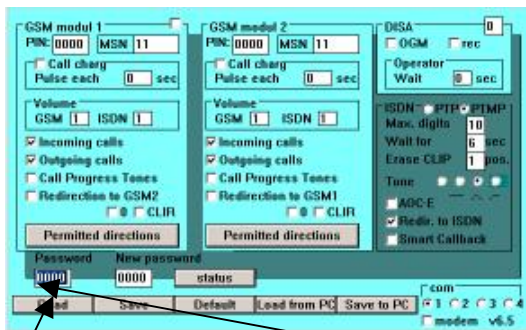 GSM modul 1
PIN: 0000 MSN 11
Call charg
Pulse each 0 sec
Volume
GSM 1 ISDN 1
Incoming calls
Outgoing calls
Call Progress Tones
Redirection to GSM2
0 CLIR
Permitted directions
GSM modul 2
PIN: 0000 MSN 11
Call charg
Pulse each 0 sec
Volume
GSM 1 ISDN 1
Incoming calls
Outgoing calls
Call Progress Tones
Redirection to GSM1
0 CLIR
Permitted directions
DISA 0
OGM rec
Operator
Wait 0 sec
ISDN PTP PTMP
Max. digits 10
Wait for 6 sec
Erase CLIP 1 pos.
Tone
AOC-E
Redir. to ISDN
Smart Callback
Password New password
0000 0000 status
Read Save Default Load from PC Save to PC
com
1 2 3 4
modem v6.5